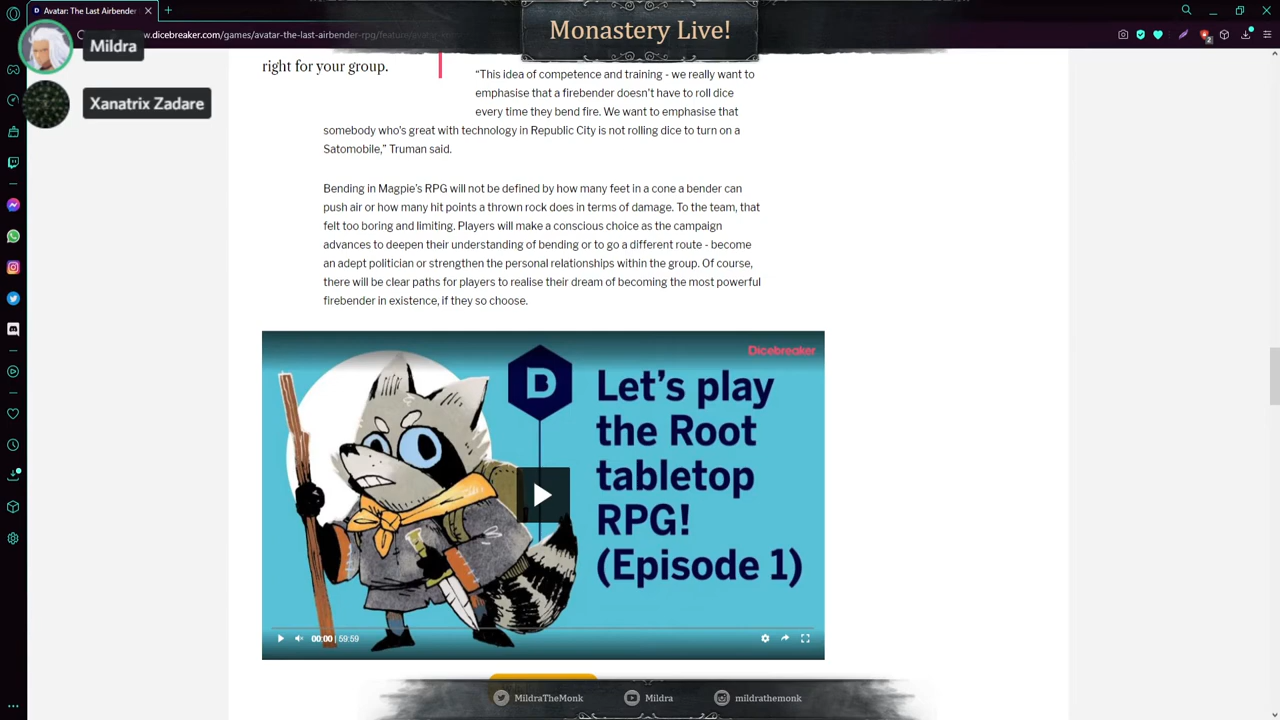 Avatar: The Last Airbender
Monastery Live!
w.dicebreaker.com/games/avatar-the-last-airbender-rpg/feature/
Mildra
Xanatrix Zadare
right for your group.
“This idea of competence and training - we really want to
emphasise that a firebender doesn't have to roll dice
every time they bend fire. We want to emphasise that
somebody who's great with technology in Republic City is not rolling dice to turn on a
Satomobile,” Truman said.
Bending in Magpie’s RPG will not be defined by how many feet in a cone a bender can
push air or how many hit points a thrown rock does in terms of damage. To the team, that
felt too boring and limiting. Players will make a conscious choice as the campaign
advances to deepen their understanding of bending or to go a different route - become
an adept politician or strengthen the personal relationships within the group. Of course,
there will be clear paths for players to realise their dream of becoming the most powerful
firebender in existence, if they so choose.
Dicebreaker
B
Let’s play
the Root
tabletop
RPG!
(Episode 1)
00:00 | 59:59
MildraTheMonk
Mildra
mildrathemonk